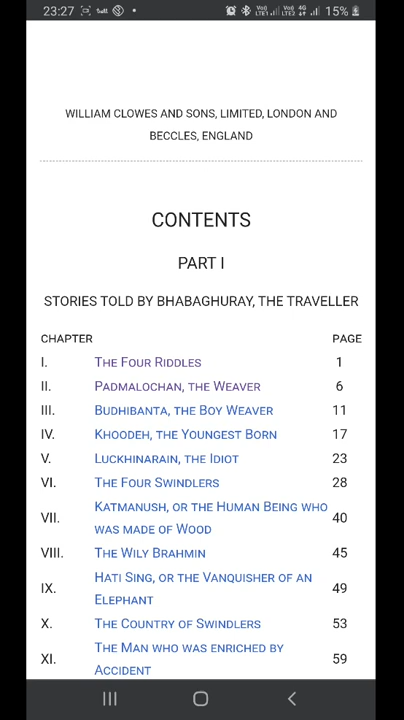 23:27 15%
WILLIAM CLOWES AND SONS, LIMITED, LONDON AND
BECCLES, ENGLAND
CONTENTS
PART I
STORIES TOLD BY BHABAGHURAY, THE TRAVELLER
CHAPTER PAGE
I. THE FOUR RIDDLES 1
II. PADMALOCHAN, THE WEAVER 6
III. BUDHIBANTA, THE BOY WEAVER 11
IV. KHOODEH, THE YOUNGEST BORN 17
V. LUCKHINARAIN, THE IDIOT 23
VI. THE FOUR SWINDLERS 28
VII. KATMANUSH, OR THE HUMAN BEING WHO
WAS MADE OF WOOD 40
VIII. THE WILY BRAHMIN 45
IX. HATI SING, OR THE VANQUISHER OF AN
ELEPHANT 49
X. THE COUNTRY OF SWINDLERS 53
XI. THE MAN WHO WAS ENRICHED BY
ACCIDENT 59